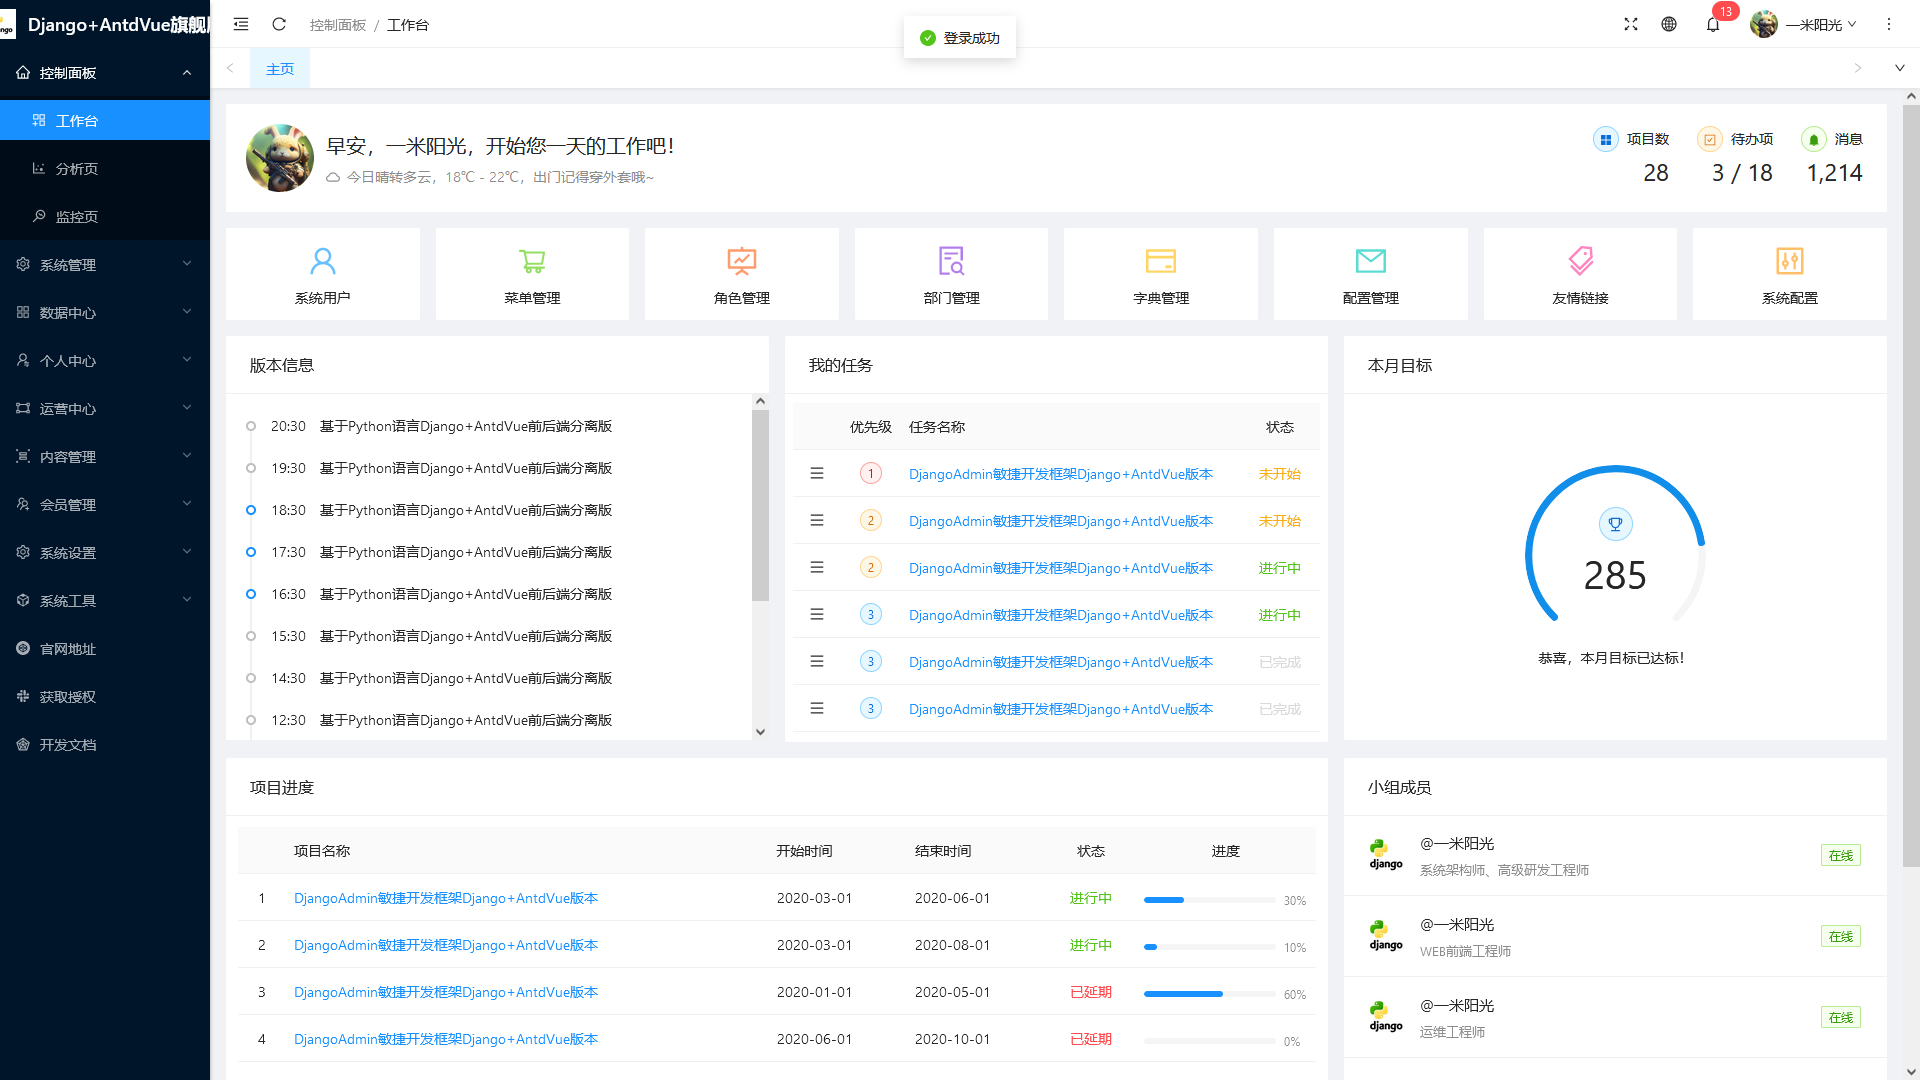 Django+AntdVue旗舰
控制面板
工作台
分析页
监控页
系统管理
数据中心
个人中心
运营中心
内容管理
会员管理
系统设置
系统工具
官网地址
获取授权
开发文档
控制面板 / 工作台
登录成功
13
一米阳光
主页
早安，一米阳光，开始您一天的工作吧！
今日晴转多云，18℃ - 22℃，出门记得穿外套哦~
项目数
28
待办项
3 / 18
消息
1,214
系统用户
菜单管理
角色管理
部门管理
字典管理
配置管理
友情链接
系统配置
版本信息
20:30 基于Python语言Django+AntdVue前后端分离版
19:30 基于Python语言Django+AntdVue前后端分离版
18:30 基于Python语言Django+AntdVue前后端分离版
17:30 基于Python语言Django+AntdVue前后端分离版
16:30 基于Python语言Django+AntdVue前后端分离版
15:30 基于Python语言Django+AntdVue前后端分离版
14:30 基于Python语言Django+AntdVue前后端分离版
12:30 基于Python语言Django+AntdVue前后端分离版
我的任务
优先级 任务名称 状态
1 DjangoAdmin敏捷开发框架Django+AntdVue版本 未开始
2 DjangoAdmin敏捷开发框架Django+AntdVue版本 未开始
2 DjangoAdmin敏捷开发框架Django+AntdVue版本 进行中
3 DjangoAdmin敏捷开发框架Django+AntdVue版本 进行中
3 DjangoAdmin敏捷开发框架Django+AntdVue版本 已完成
3 DjangoAdmin敏捷开发框架Django+AntdVue版本 已完成
本月目标
285
恭喜，本月目标已达标！
项目进度
项目名称 开始时间 结束时间 状态 进度
1 DjangoAdmin敏捷开发框架Django+AntdVue版本 2020-03-01 2020-06-01 进行中 30%
2 DjangoAdmin敏捷开发框架Django+AntdVue版本 2020-03-01 2020-08-01 进行中 10%
3 DjangoAdmin敏捷开发框架Django+AntdVue版本 2020-01-01 2020-05-01 已延期 60%
4 DjangoAdmin敏捷开发框架Django+AntdVue版本 2020-06-01 2020-10-01 已延期 0%
小组成员
django
@一米阳光
系统架构师、高级研发工程师
在线
django
@一米阳光
WEB前端工程师
在线
django
@一米阳光
运维工程师
在线